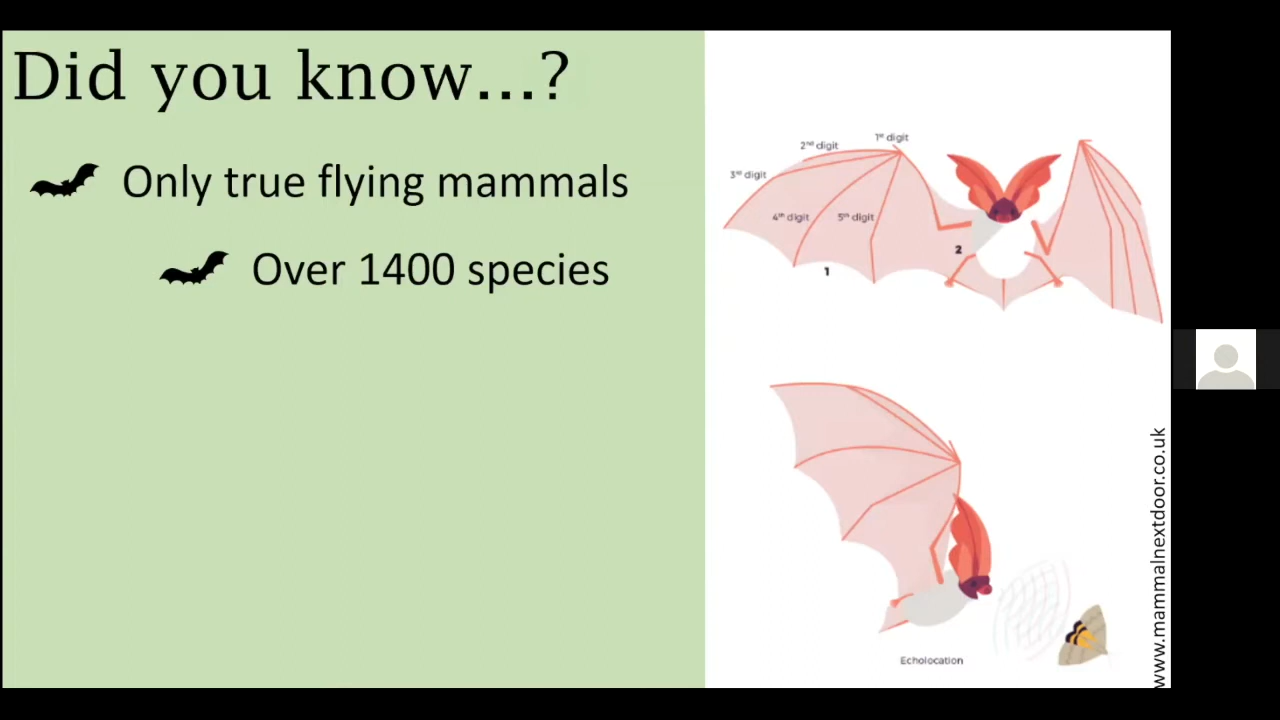 Did you know...?
Only true flying mammals
Over 1400 species
1st digit
2nd digit
3rd digit
4th digit
5th digit
2
1
Echolocation
www.mammalnextdoor.co.uk